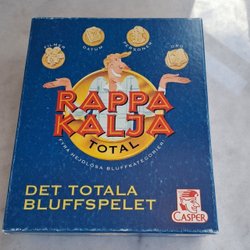 FILMER
DATUM
PERSONER
ORD
RAPPA
KALJA
TOTAL
FYRA HEJDLÖSA BLUFFKATEGORIER!
DET TOTALA
BLUFFSPELET
CASPER